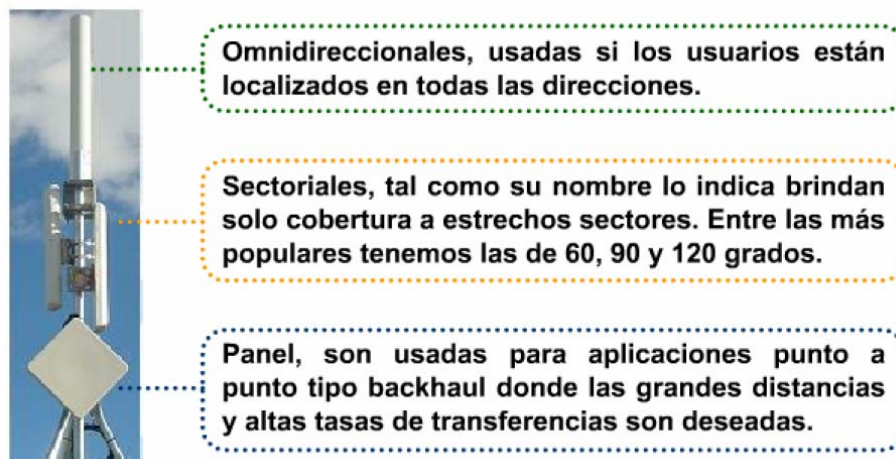 Omnidireccionales, usadas si los usuarios están
localizados en todas las direcciones.
Sectoriales, tal como su nombre lo indica brindan
solo cobertura a estrechos sectores. Entre las más
populares tenemos las de 60, 90 y 120 grados.
Panel, son usadas para aplicaciones punto a
punto tipo backhaul donde las grandes distancias
y altas tasas de transferencias son deseadas.